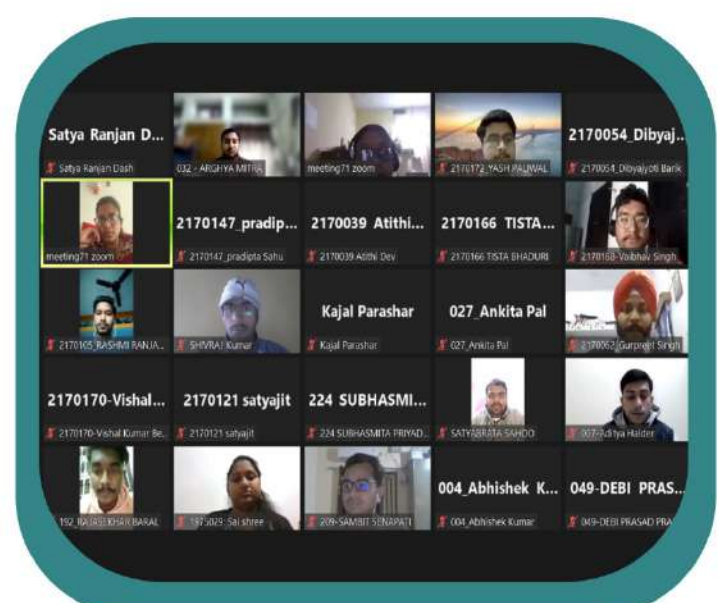 Satya Ranjan D...
Satya Ranjan Dash
032 - ARGHYA MITRA
meeting71 zoom
2170172_YASH PALIWAL
2170054_Dibyaj...
2170054_Dibyajyoti Barik
meeting71 zoom
2170147_pradip...
2170147_pradipta Sahu
2170039 Atithi...
2170039 Atithi Dev
2170166 TISTA...
2170166 TISTA BHADURI
2170168-Vaibhav Singh
2170105_RASHMI RANJA...
SHIVRAJ Kumar
Kajal Parashar
Kajal Parashar
027_Ankita Pal
027_Ankita Pal
2170062_Gurpreet Singh
2170170-Vishal...
2170170-Vishal Kumar Be...
2170121 satyajit
2170121 satyajit
224 SUBHASMI...
224 SUBHASMITA PRIYAD...
SATYABRATA SAHOO
007-Aditya Halder
192_RAJASEKHAR BARAL
1975029_Sai shree
209-SAMBIT SENAPATI
004_Abhishek K...
004_Abhishek Kumar
049-DEBI PRAS...
049-DEBI PRASAD PRA